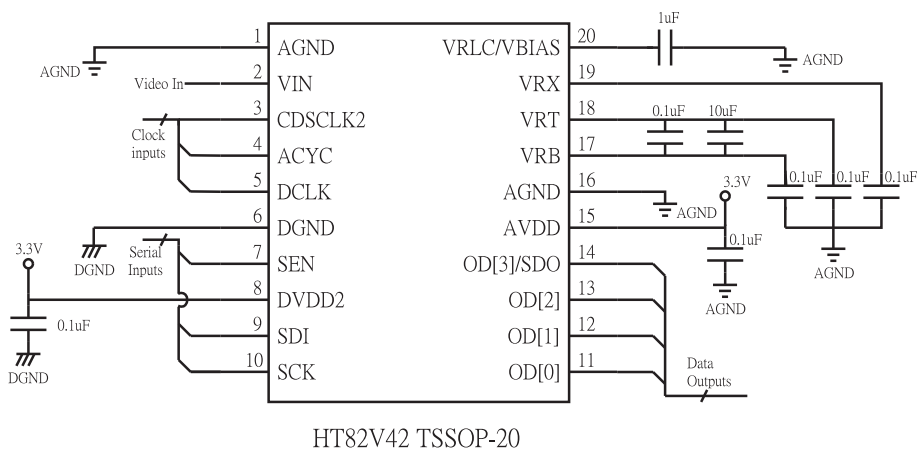 1uF
1 AGND VRLC/VBIAS 20
AGND
AGND
2 VIN VRX 19
Video In
3 CDSCLK2 VRT 18
0.1uF 10uF
Clock
inputs
4 ACYC VRB 17
5 DCLK AGND 16
0.1uF 0.1uF 0.1uF
3.3V
AGND
6 DGND AVDD 15
DGND
Serial
Inputs
3.3V
0.1uF
AGND
7 SEN OD[3]/SDO 14
8 DVDD2 OD[2] 13
AGND
0.1uF
9 SDI OD[1] 12
DGND
10 SCK OD[0] 11
Data
Outputs
HT82V42 TSSOP-20